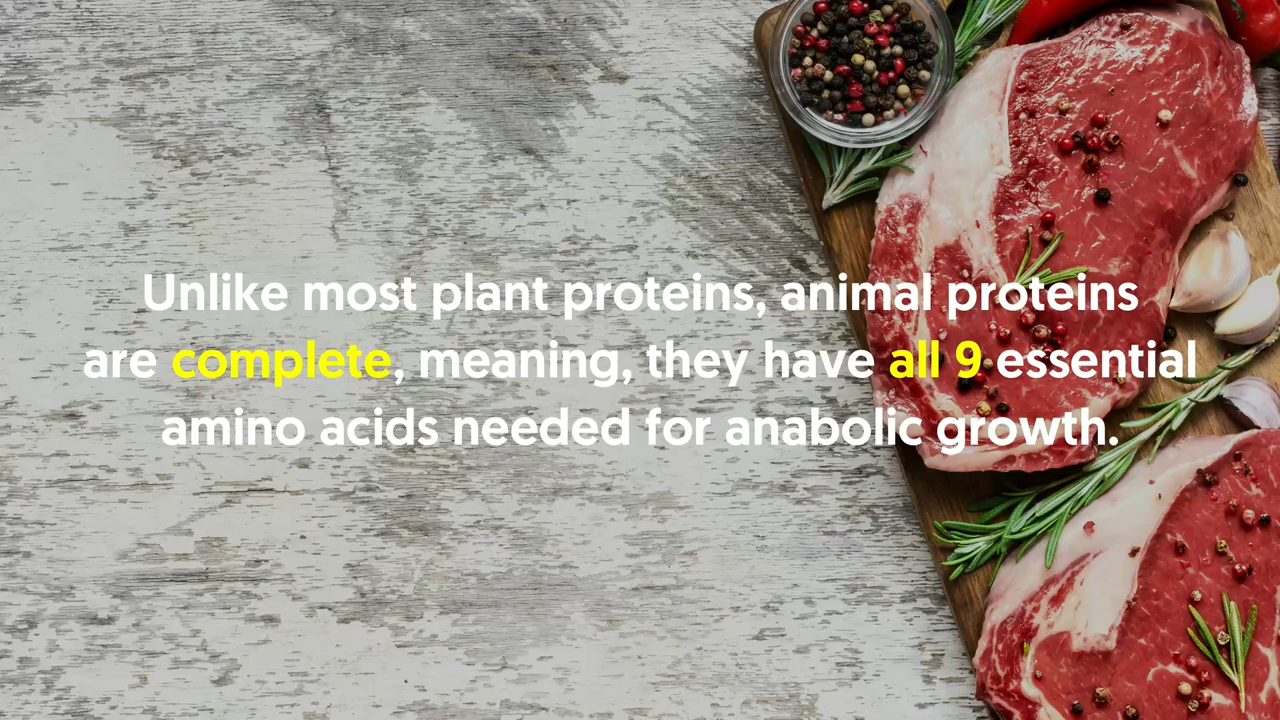 Unlike most plant proteins, animal proteins
are complete, meaning, they have all 9 essential
amino acids needed for anabolic growth.